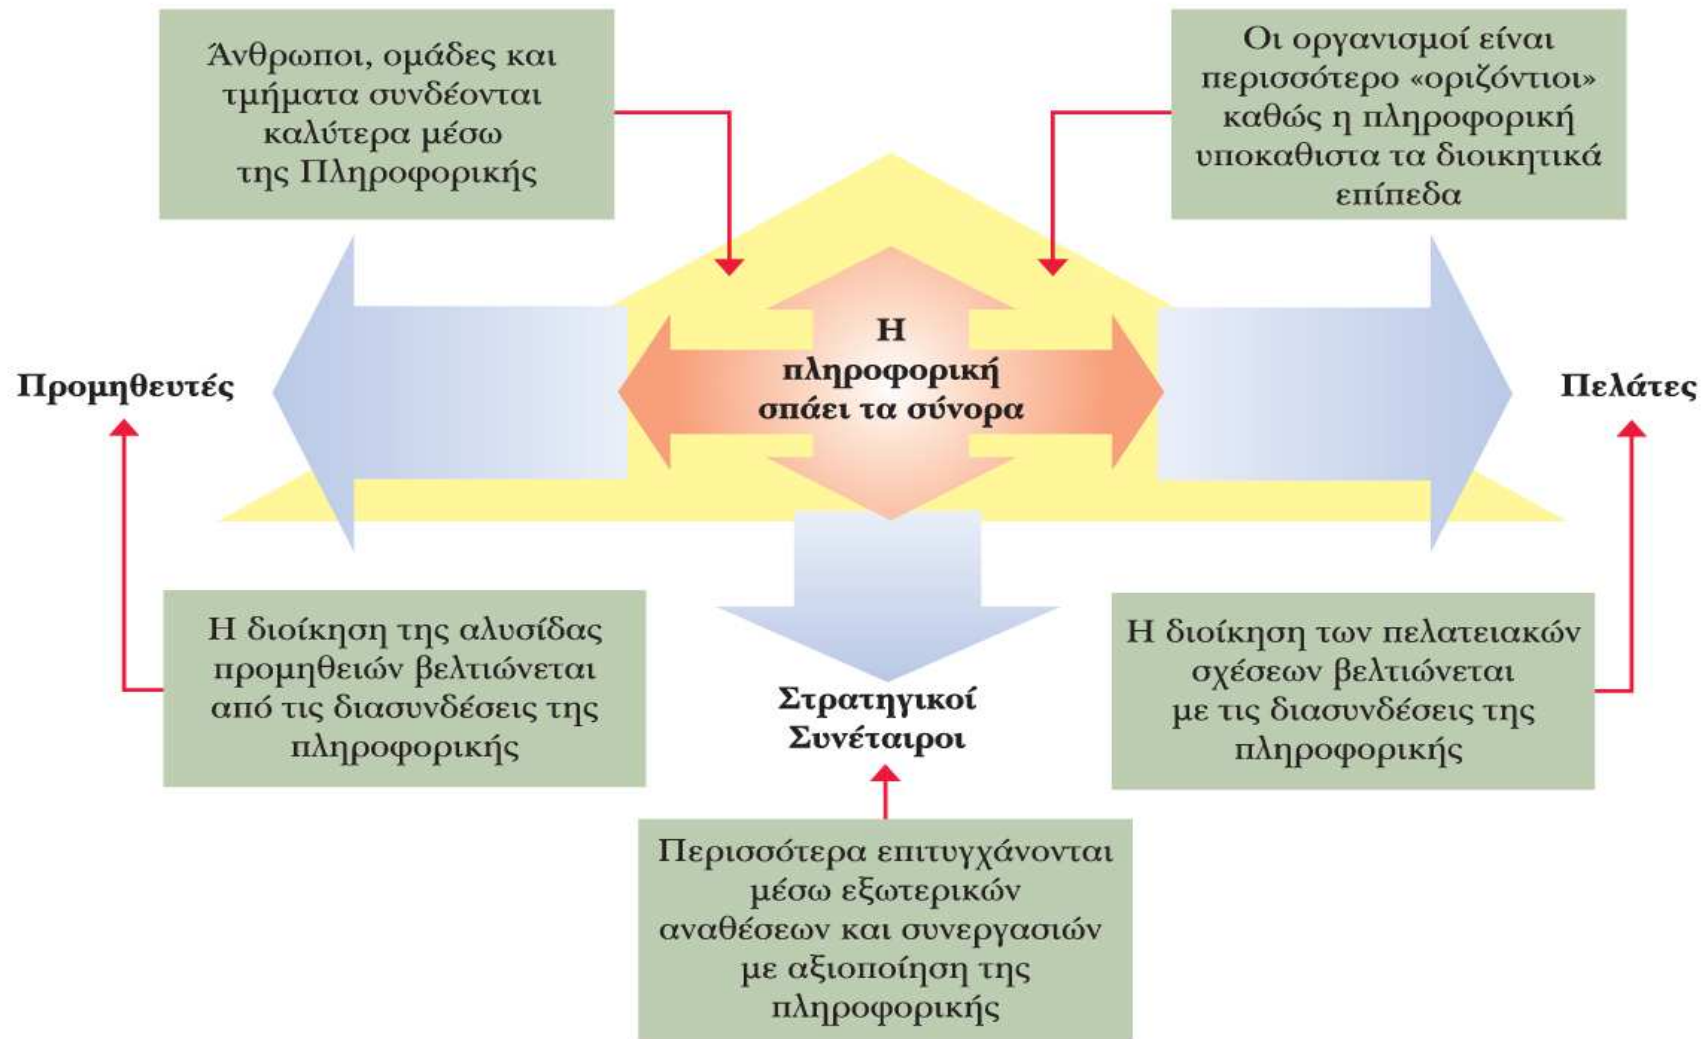 Άνθρωποι, ομάδες και
τμήματα συνδέονται
καλύτερα μέσω
της Πληροφορικής
Οι οργανισμοί είναι
περισσότερο «οριζόντιοι»
καθώς η πληροφορική
υποκαθιστα τα διοικητικά
επίπεδα
Η
πληροφορική
σπάει τα σύνορα
Προμηθευτές
Πελάτες
Η διοίκηση της αλυσίδας
προμηθειών βελτιώνεται
από τις διασυνδέσεις της
πληροφορικής
Στρατηγικοί
Συνέταιροι
Η διοίκηση των πελατειακών
σχέσεων βελτιώνεται
με τις διασυνδέσεις της
πληροφορικής
Περισσότερα επιτυγχάνονται
μέσω εξωτερικών
αναθέσεων και συνεργασιών
με αξιοποίηση της
πληροφορικής